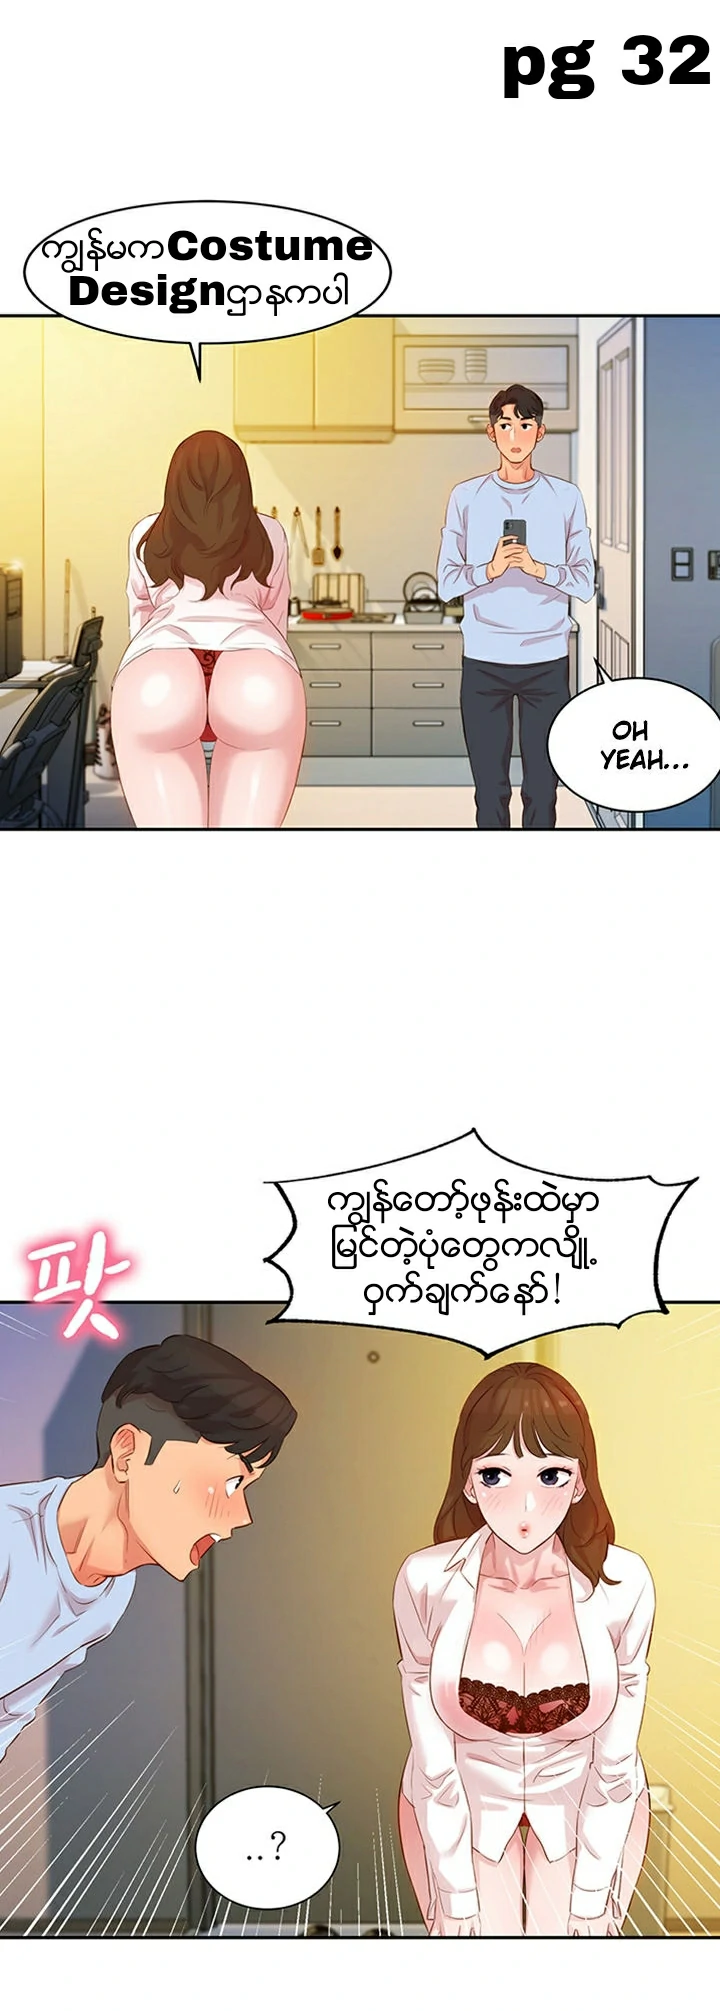 pg 32
ကျွန်မကCostume
Designဌာနကပါ
OH
YEAH...
ကျွန်တော့်ဖုန်းထဲမှာ
မြင်တဲ့ပုံတွေကလျှို့
ဝှက်ချက်နော်!
팟
..?